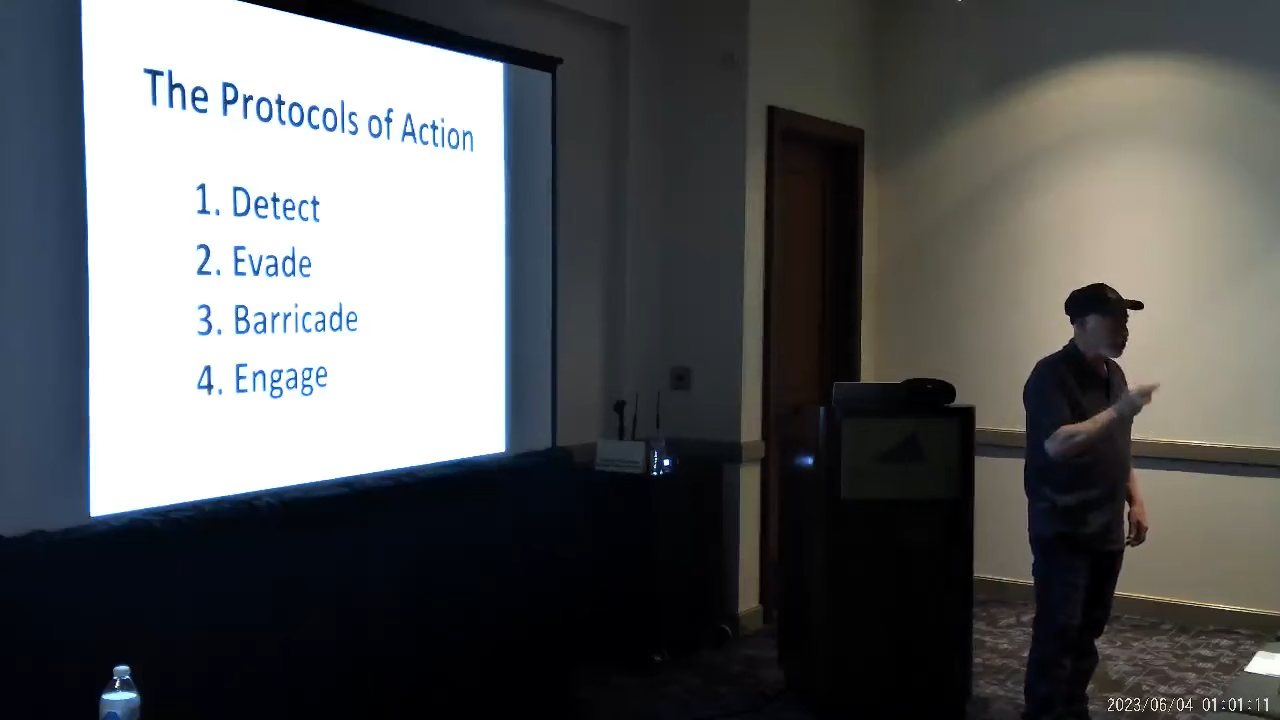 The Protocols of Action
1. Detect
2. Evade
3. Barricade
4. Engage
2023/06/04 01:01:11